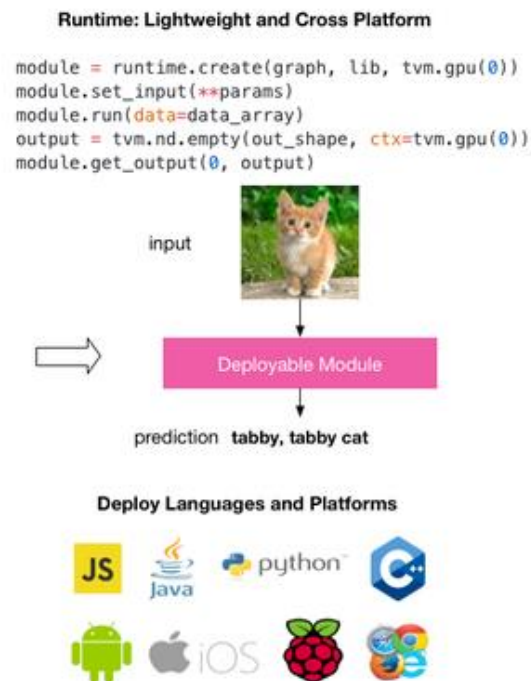 Runtime: Lightweight and Cross Platform
module = runtime.create(graph, lib, tvm.gpu(0))
module.set_input(**params)
module.run(data=data_array)
output = tvm.nd.empty(out_shape, ctx=tvm.gpu(0))
module.get_output(0, output)
input
Deployable Module
prediction tabby, tabby cat
Deploy Languages and Platforms
JS Java python™ C++
iOS